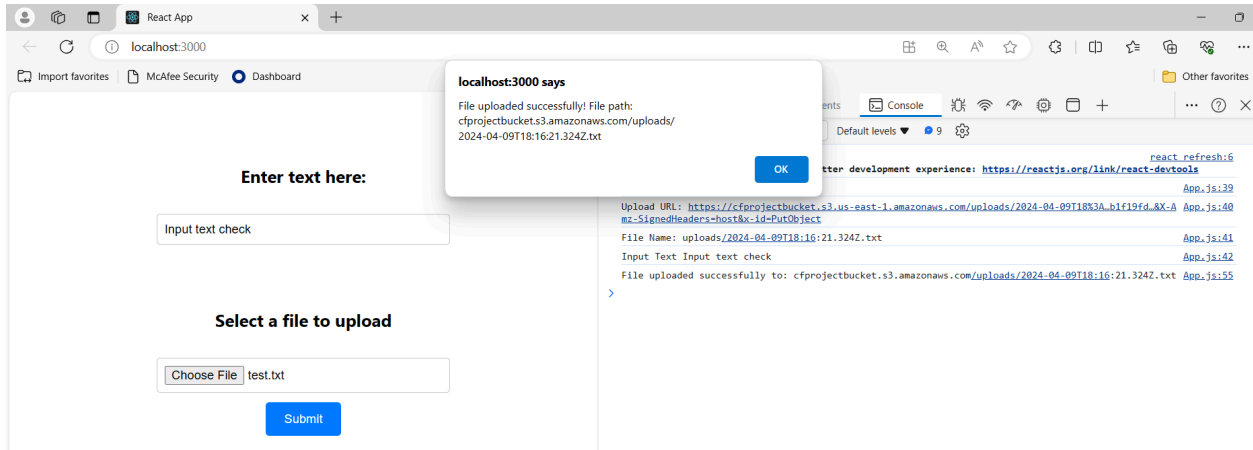 React App
localhost:3000
Import favorites
McAfee Security
Dashboard
Other favorites
localhost:3000 says
File uploaded successfully! File path:
cfprojectbucket.s3.amazonaws.com/uploads/
2024-04-09T18:16:21.324Z.txt
OK
Enter text here:
Input text check
Select a file to upload
Choose File test.txt
Submit
Console
Default levels ▼ 9
react refresh:6
development experience: https://reactjs.org/link/react-devtools
App.js:39
Upload URL: https://cfprojectbucket.s3.us-east-1.amazonaws.com/uploads/2024-04-09T18%3A…b1f19fd…&X-A App.js:40
mz-SignedHeaders=host&x-id=PutObject
File Name: uploads/2024-04-09T18:16:21.324Z.txt App.js:41
Input Text Input text check App.js:42
File uploaded successfully to: cfprojectbucket.s3.amazonaws.com/uploads/2024-04-09T18:16:21.324Z.txt App.js:55